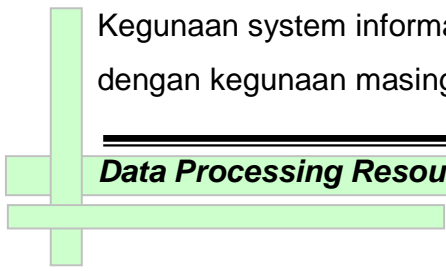 Kegunaan system informa
dengan kegunaan masing
Data Processing Resou